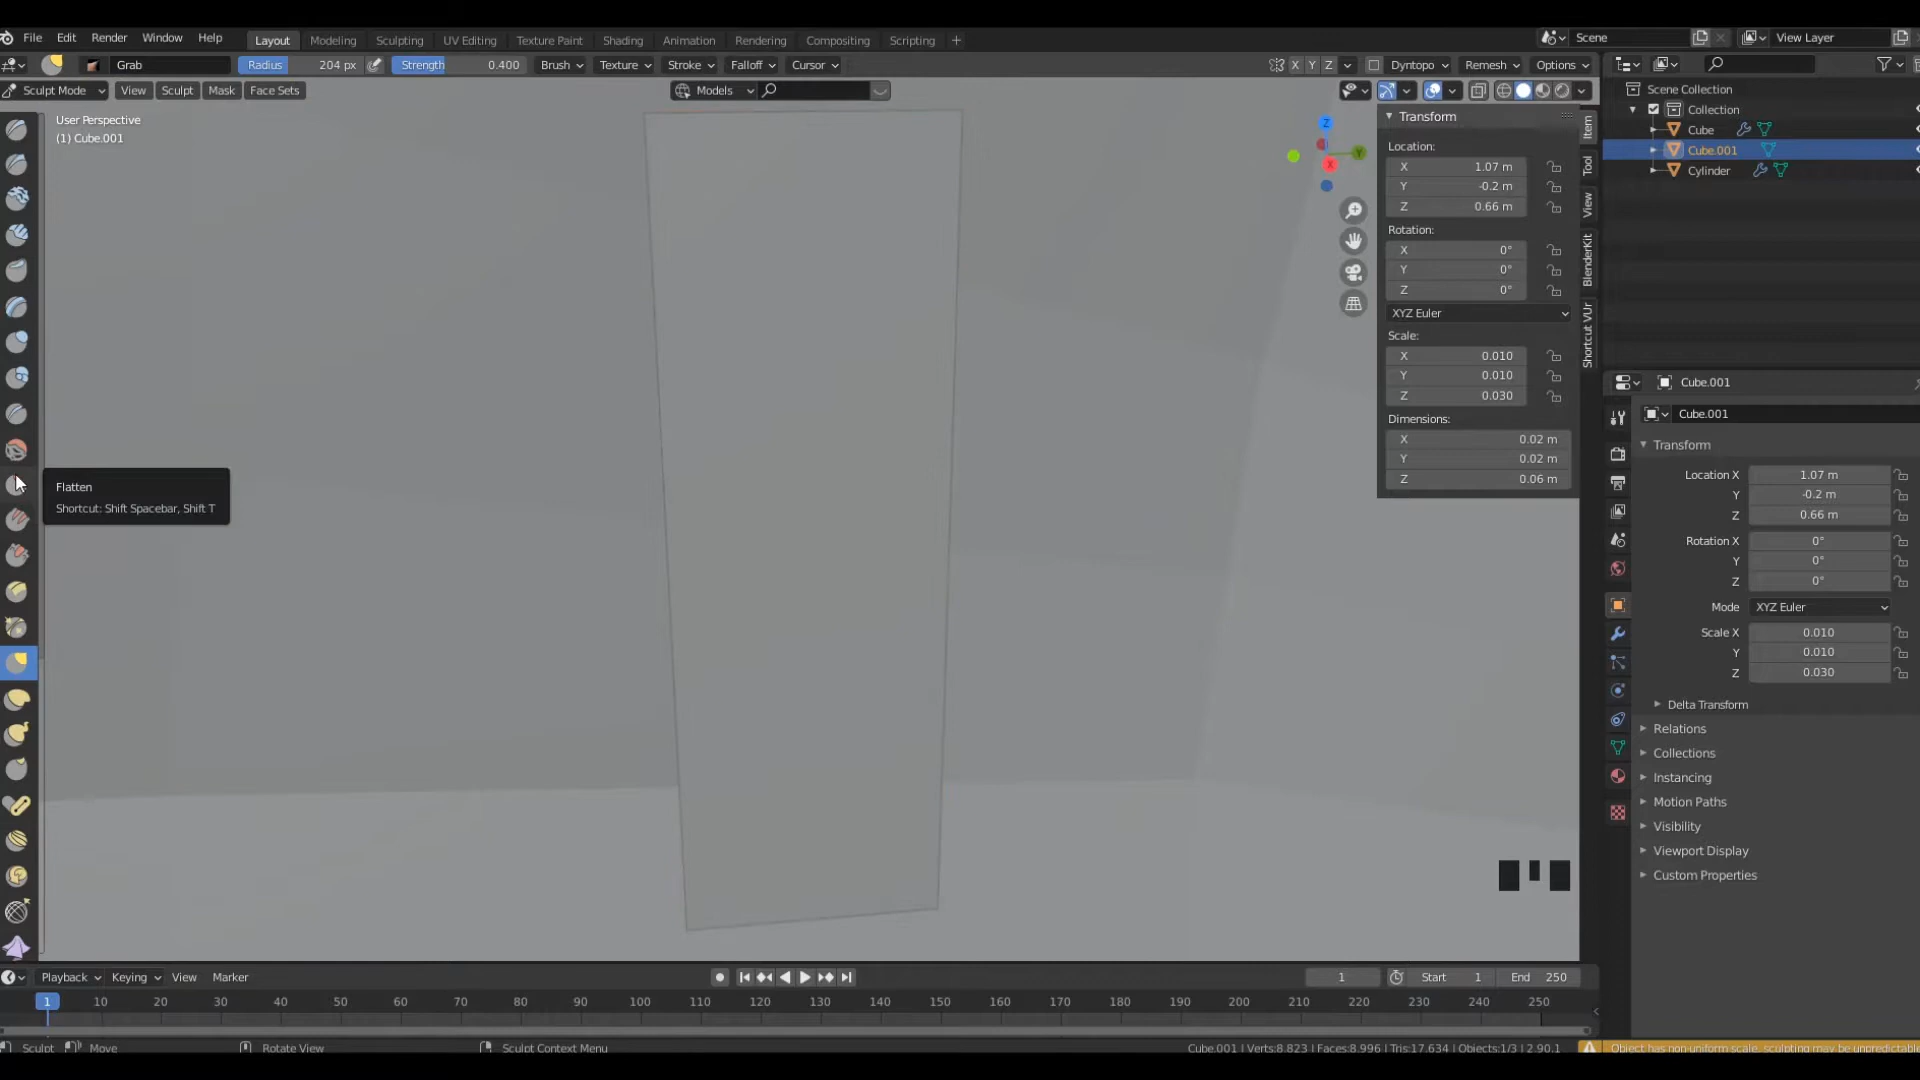 File Edit Render Window Help Layout Modeling Sculpting UV Editing Texture Paint Shading Animation Rendering Compositing Scripting + Scene View Layer
Grab Radius 204 px Strength 0.400 Brush Texture Stroke Falloff Cursor X Y Z Dyntopo Remesh Options
Sculpt Mode View Sculpt Mask Face Sets Models
User Perspective
(1) Cube.001
Z
Y
X
Transform
Location:
X 1.07 m
Y -0.2 m
Z 0.66 m
Rotation:
X 0°
Y 0°
Z 0°
XYZ Euler
Scale:
X 0.010
Y 0.010
Z 0.030
Dimensions:
X 0.02 m
Y 0.02 m
Z 0.06 m
Item
Tool
View
BlenderKit
Shortcut VUr
Scene Collection
Collection
Cube
Cube.001
Cylinder
Cube.001
Cube.001
Transform
Location X 1.07 m
Y -0.2 m
Z 0.66 m
Rotation X 0°
Y 0°
Z 0°
Mode XYZ Euler
Scale X 0.010
Y 0.010
Z 0.030
Delta Transform
Relations
Collections
Instancing
Motion Paths
Visibility
Viewport Display
Custom Properties
Flatten
Shortcut: Shift Spacebar, Shift T
Playback Keying View Marker 1 Start 1 End 250
1 10 20 30 40 50 60 70 80 90 100 110 120 130 140 150 160 170 180 190 200 210 220 230 240 250
Sculpt Move Rotate View Sculpt Context Menu Cube.001 | Verts:8.823 | Faces:8.996 | Tris:17.634 | Objects:1/3 | 2.90.1 Object has non-uniform scale, sculpting may be unpredictable